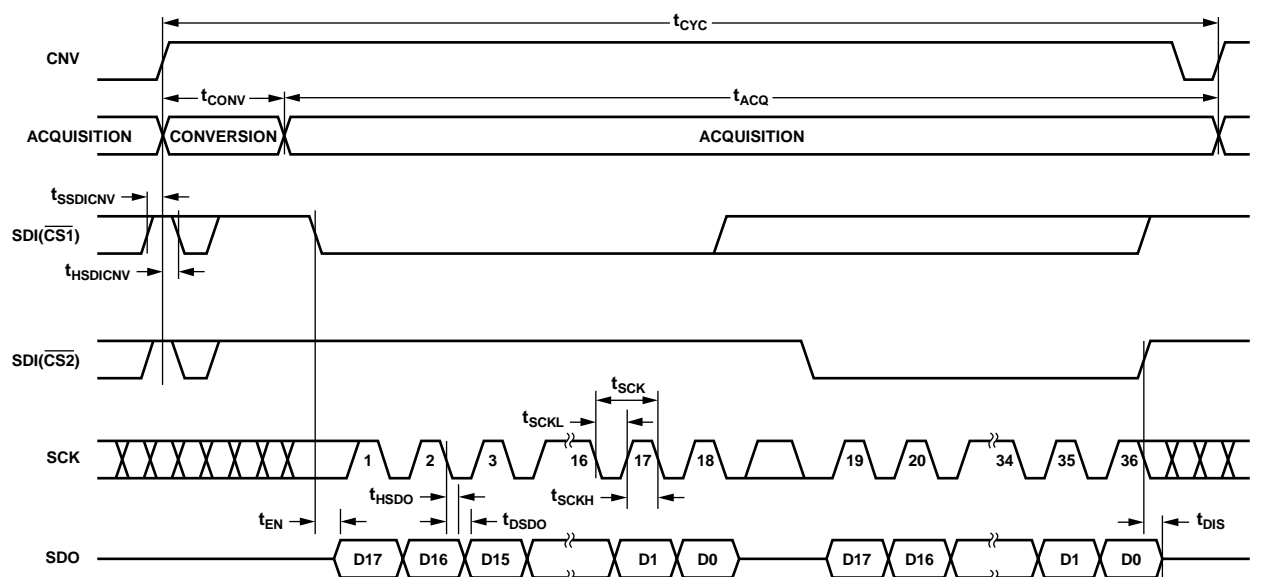 tCYC
CNV
tCONV
tACQ
ACQUISITION
CONVERSION
ACQUISITION
tSSDICNV
SDI(CS1)
tHSDICNV
SDI(CS2)
tSCK
tSCKL
SCK
1 2 3 16 17 18 19 20 34 35 36
tHSDO
tSCKH
tEN
tDSDO
tDIS
SDO
D17 D16 D15 D1 D0 D17 D16 D1 D0